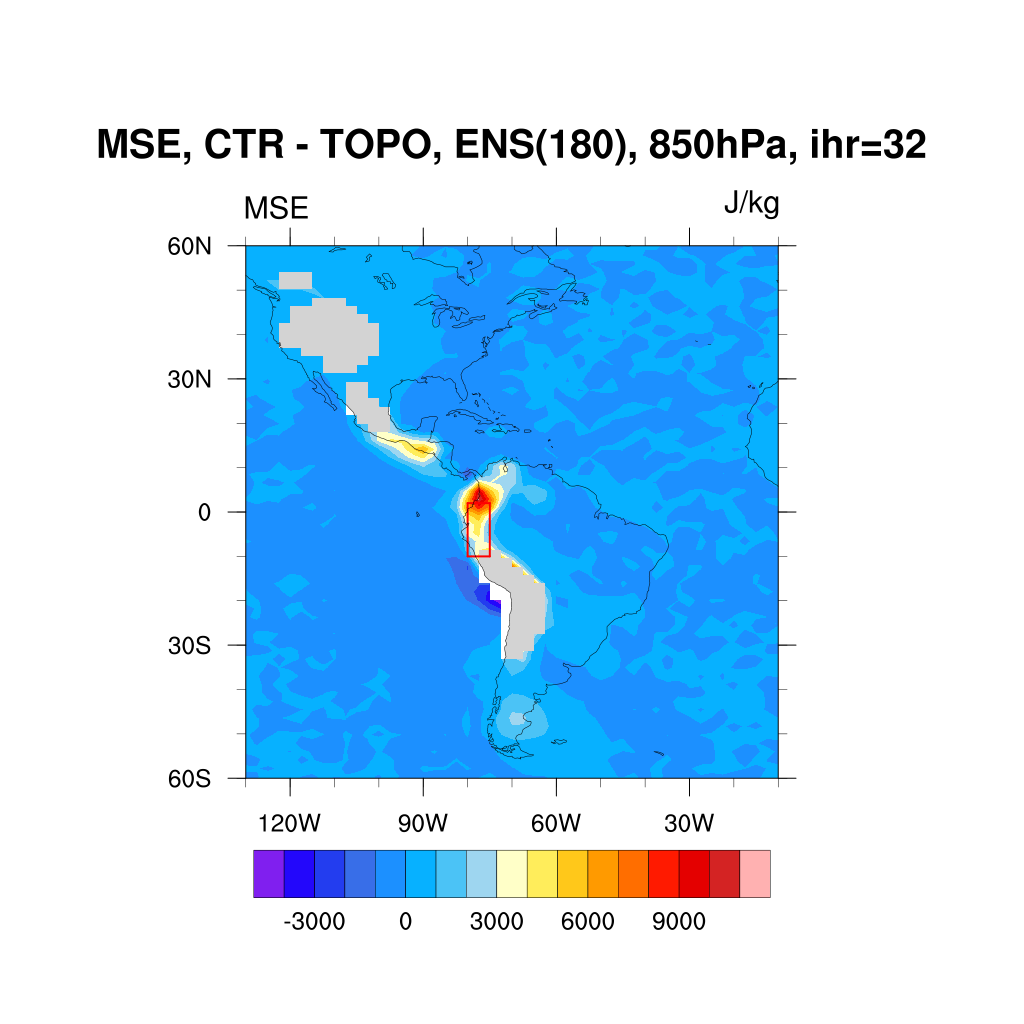 MSE, CTR - TOPO, ENS(180), 850hPa, ihr=32
MSE J/kg
60N
30N
0
30S
60S
120W 90W 60W 30W
-3000 0 3000 6000 9000